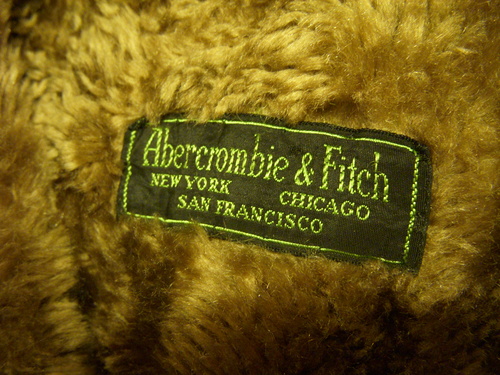 Abercrombie & Fitch
NEW YORK CHICAGO
SAN FRANCISCO